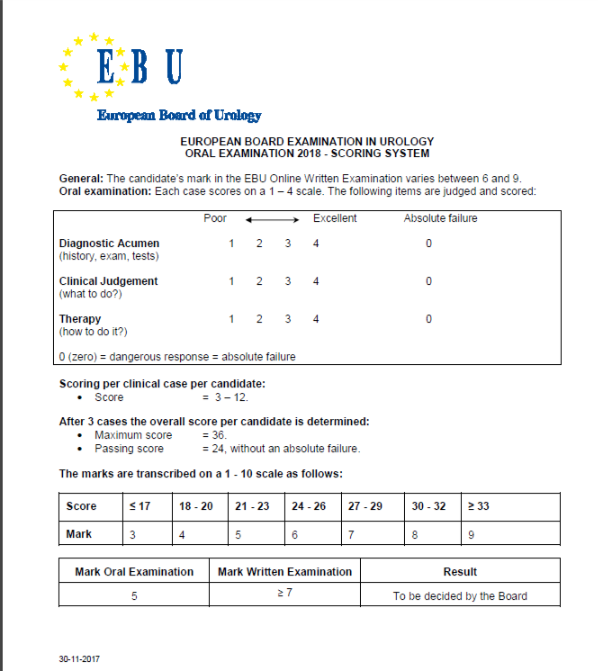 EBU
European Board of Urology
EUROPEAN BOARD EXAMINATION IN UROLOGY
ORAL EXAMINATION 2018 - SCORING SYSTEM
General: The candidate's mark in the EBU Online Written Examination varies between 6 and 9.
Oral examination: Each case scores on a 1 – 4 scale. The following items are judged and scored:
Poor Excellent Absolute failure
Diagnostic Acumen 1 2 3 4 0
(history, exam, tests)
Clinical Judgement 1 2 3 4 0
(what to do?)
Therapy 1 2 3 4 0
(how to do it?)
0 (zero) = dangerous response = absolute failure
Scoring per clinical case per candidate:
• Score = 3 – 12.
After 3 cases the overall score per candidate is determined:
• Maximum score = 36.
• Passing score = 24, without an absolute failure.
The marks are transcribed on a 1 - 10 scale as follows:
Score ≤ 17 18 - 20 21 - 23 24 - 26 27 - 29 30 - 32 ≥ 33
Mark 3 4 5 6 7 8 9
Mark Oral Examination Mark Written Examination Result
5 ≥ 7 To be decided by the Board
30-11-2017